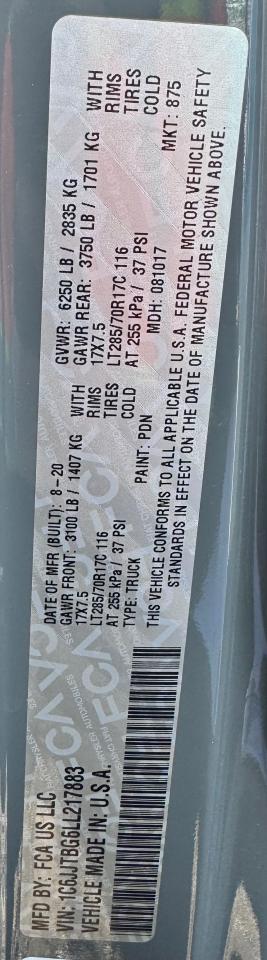 MFD BY: FCA US LLC
DATE OF MFR (BUILT): 8-20
GVWR: 6250 LB / 2835 KG
GAWR FRONT: 3100 LB / 1407 KG WITH
GAWR REAR: 3750 LB / 1701 KG WITH
17X7.5 RIMS
17X7.5 RIMS
LT285/70R17C 116 TIRES
LT285/70R17C 116 TIRES
AT 255 kPa / 37 PSI COLD
AT 255 kPa / 37 PSI COLD
VIN: 1C6JJTBG6LL217883
TYPE: TRUCK
PAINT: PDN
MDH: 081017
MKT: 875
VEHICLE MADE IN: U.S.A.
THIS VEHICLE CONFORMS TO ALL APPLICABLE U.S.A. FEDERAL MOTOR VEHICLE SAFETY
STANDARDS IN EFFECT ON THE DATE OF MANUFACTURE SHOWN ABOVE.